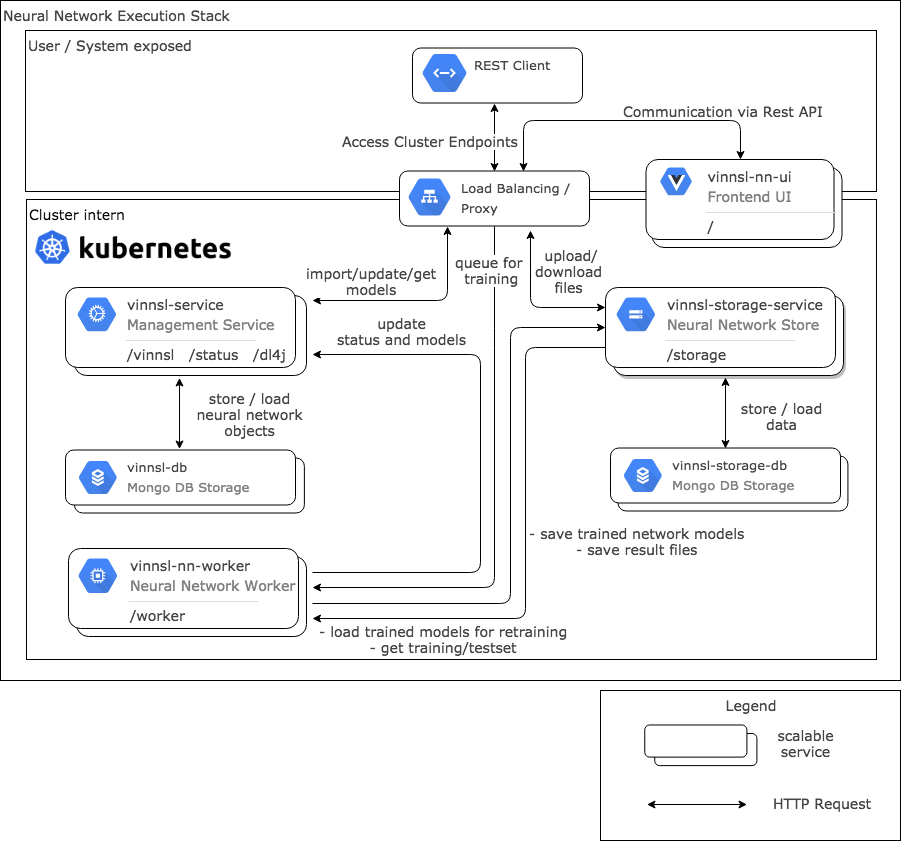 Neural Network Execution Stack
User / System exposed
REST Client
Communication via Rest API
Access Cluster Endpoints
Load Balancing /
Proxy
vinnsl-nn-ui
Frontend UI
/
Cluster intern
kubernetes
import/update/get
models
queue for
training
upload/
download
files
vinnsl-service
Management Service
/vinnsl /status /dl4j
update
status and models
vinnsl-storage-service
Neural Network Store
/storage
store / load
neural network
objects
store / load
data
vinnsl-db
Mongo DB Storage
vinnsl-storage-db
Mongo DB Storage
- save trained network models
- save result files
vinnsl-nn-worker
Neural Network Worker
/worker
- load trained models for retraining
- get training/testset
Legend
scalable
service
HTTP Request